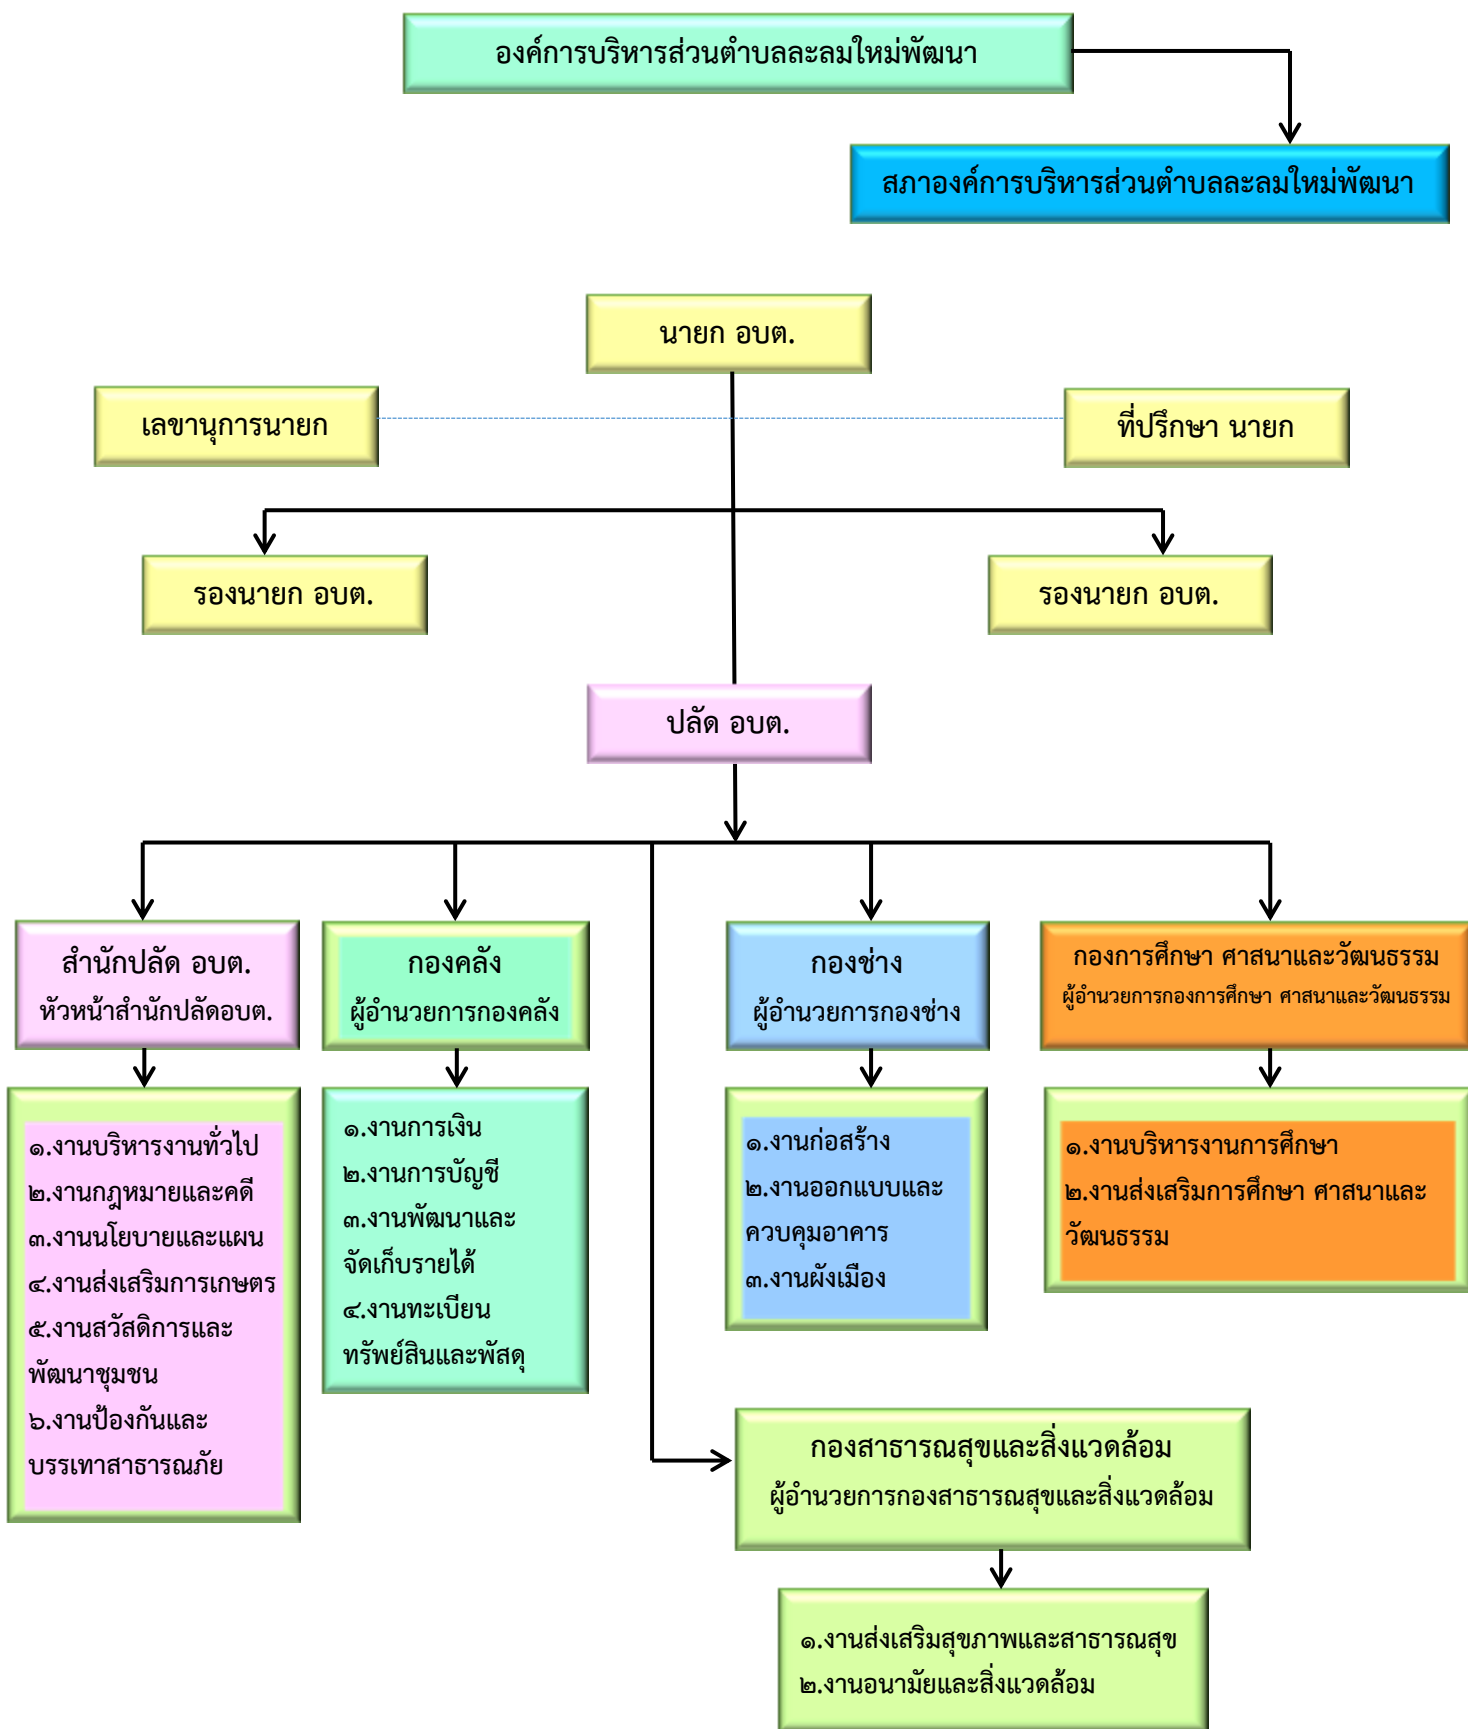 องค์การบริหารส่วนตำบลละลมใหม่พัฒนา
สภาองค์การบริหารส่วนตำบลละลมใหม่พัฒนา
นายก อบต.
เลขานุการนายก
ที่ปรึกษา นายก
รองนายก อบต.
รองนายก อบต.
ปลัด อบต.
สำนักปลัด อบต.
หัวหน้าสำนักปลัดอบต.
กองคลัง
ผู้อำนวยการกองคลัง
กองช่าง
ผู้อำนวยการกองช่าง
กองการศึกษา ศาสนาและวัฒนธรรม
ผู้อำนวยการกองการศึกษา ศาสนาและวัฒนธรรม
๑.งานบริหารงานทั่วไป
๒.งานกฎหมายและคดี
๓.งานนโยบายและแผน
๔.งานส่งเสริมการเกษตร
๕.งานสวัสดิการและ
พัฒนาชุมชน
๖.งานป้องกันและ
บรรเทาสาธารณภัย
๑.งานการเงิน
๒.งานการบัญชี
๓.งานพัฒนาและ
จัดเก็บรายได้
๔.งานทะเบียน
ทรัพย์สินและพัสดุ
๑.งานก่อสร้าง
๒.งานออกแบบและ
ควบคุมอาคาร
๓.งานผังเมือง
๑.งานบริหารงานการศึกษา
๒.งานส่งเสริมการศึกษา ศาสนาและ
วัฒนธรรม
กองสาธารณสุขและสิ่งแวดล้อม
ผู้อำนวยการกองสาธารณสุขและสิ่งแวดล้อม
๑.งานส่งเสริมสุขภาพและสาธารณสุข
๒.งานอนามัยและสิ่งแวดล้อม